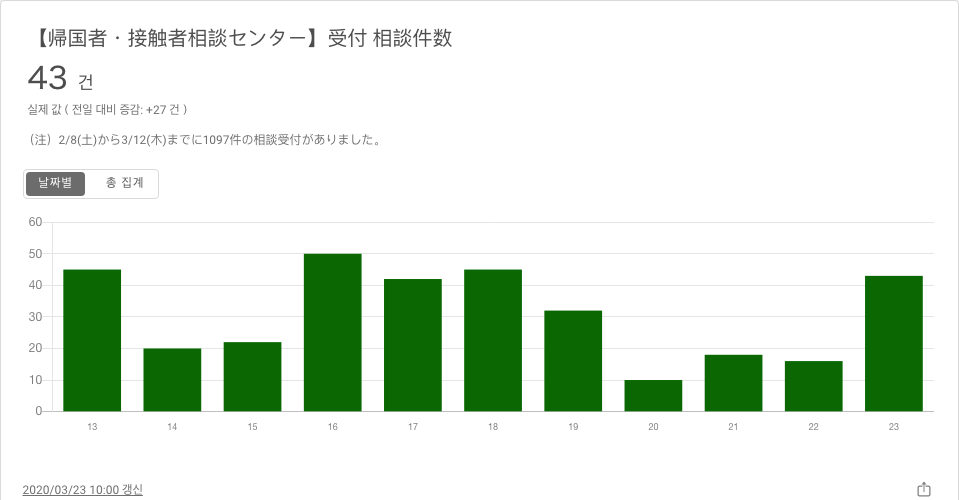 【帰国者・接触者相談センター】受付 相談件数
43 건
실제 값 ( 전일 대비 증감: +27 건 )
（注）2/8(土)から3/12(木)までに1097件の相談受付がありました。
날짜별 총 집계
60
50
40
30
20
10
0
13 14 15 16 17 18 19 20 21 22 23
2020/03/23 10:00 갱신